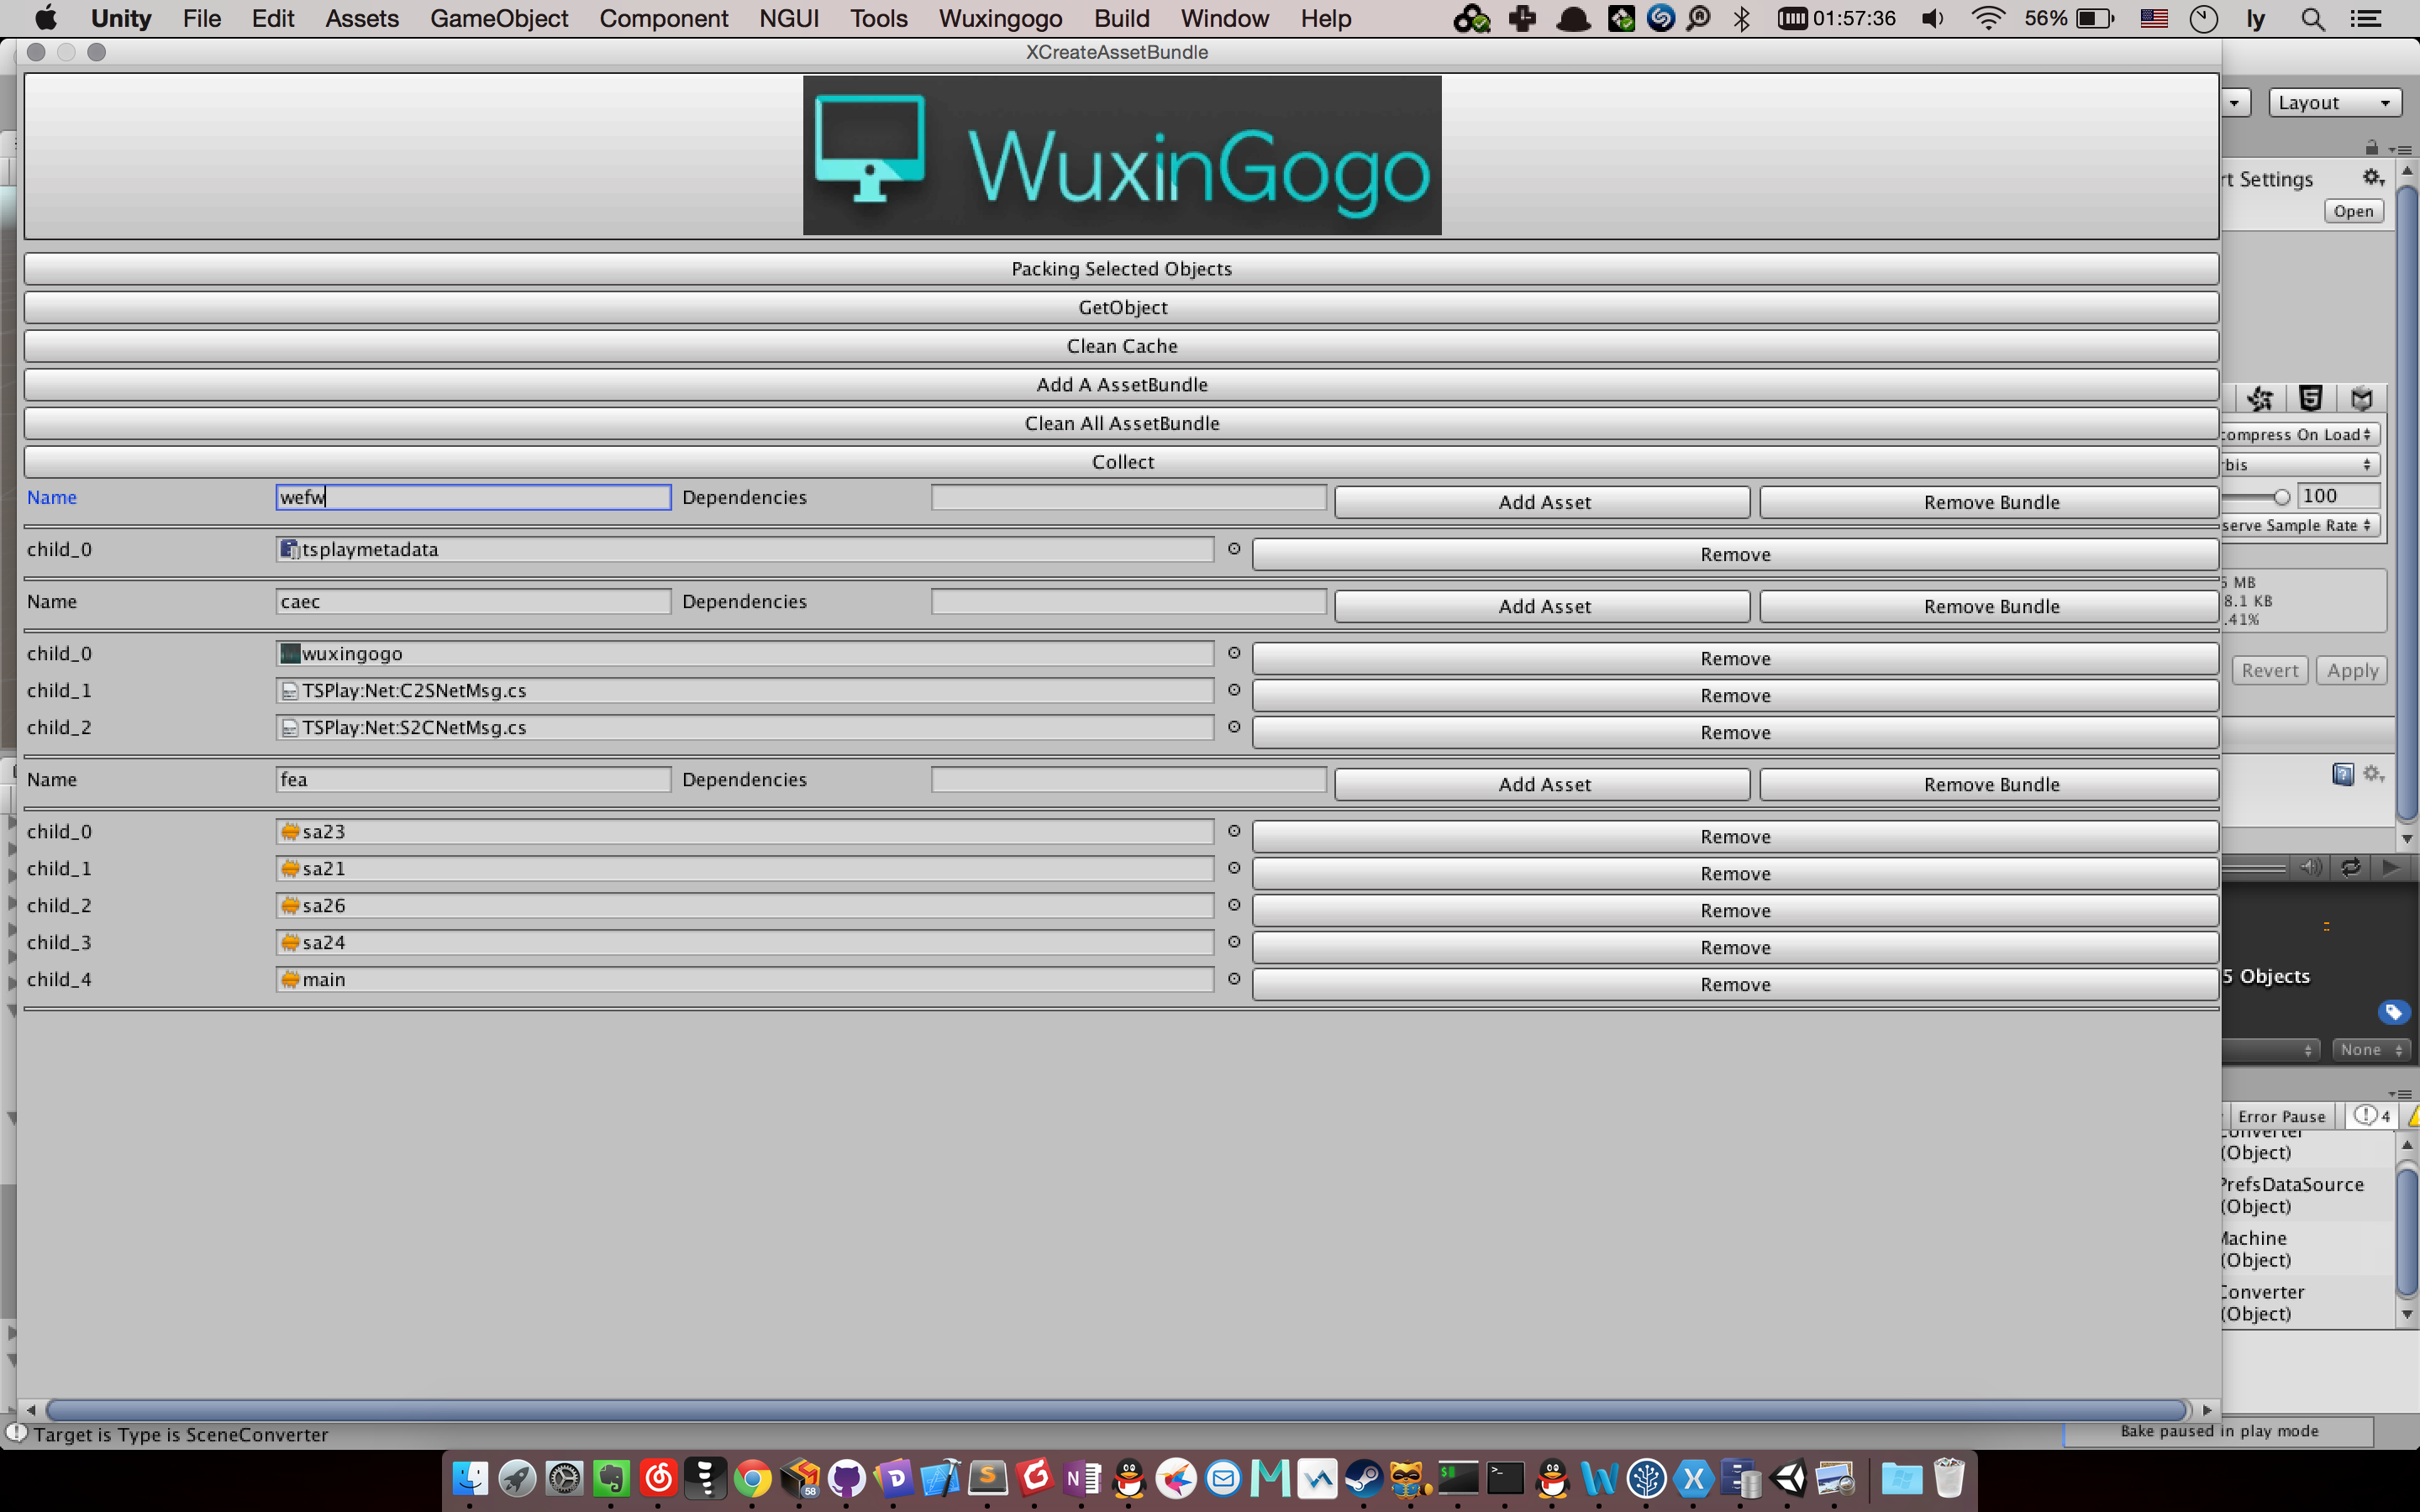 Unity File Edit Assets GameObject Component NGUI Tools Wuxingogo Build Window Help 01:57:36 56% ly
XCreateAssetBundle
WuxinGogo
Layout
rt Settings
Open
Packing Selected Objects
GetObject
Clean Cache
Add A AssetBundle
Clean All AssetBundle
Collect
compress On Load
rbis
100
serve Sample Rate
Name wefw Dependencies Add Asset Remove Bundle
child_0 tsplaymetadata Remove
Name caec Dependencies Add Asset Remove Bundle
child_0 wuxingogo Remove
child_1 TSPlay:Net:C2SNetMsg.cs Remove
child_2 TSPlay:Net:S2CNetMsg.cs Remove
Name fea Dependencies Add Asset Remove Bundle
child_0 sa23 Remove
child_1 sa21 Remove
child_2 sa26 Remove
child_3 sa24 Remove
child_4 main Remove
MB
8.1 KB
.41%
Revert Apply
5 Objects
None
Error Pause 4
Converter
(Object)
PrefsDataSource
(Object)
Machine
(Object)
Converter
(Object)
Target is Type is SceneConverter
Bake paused in play mode
58